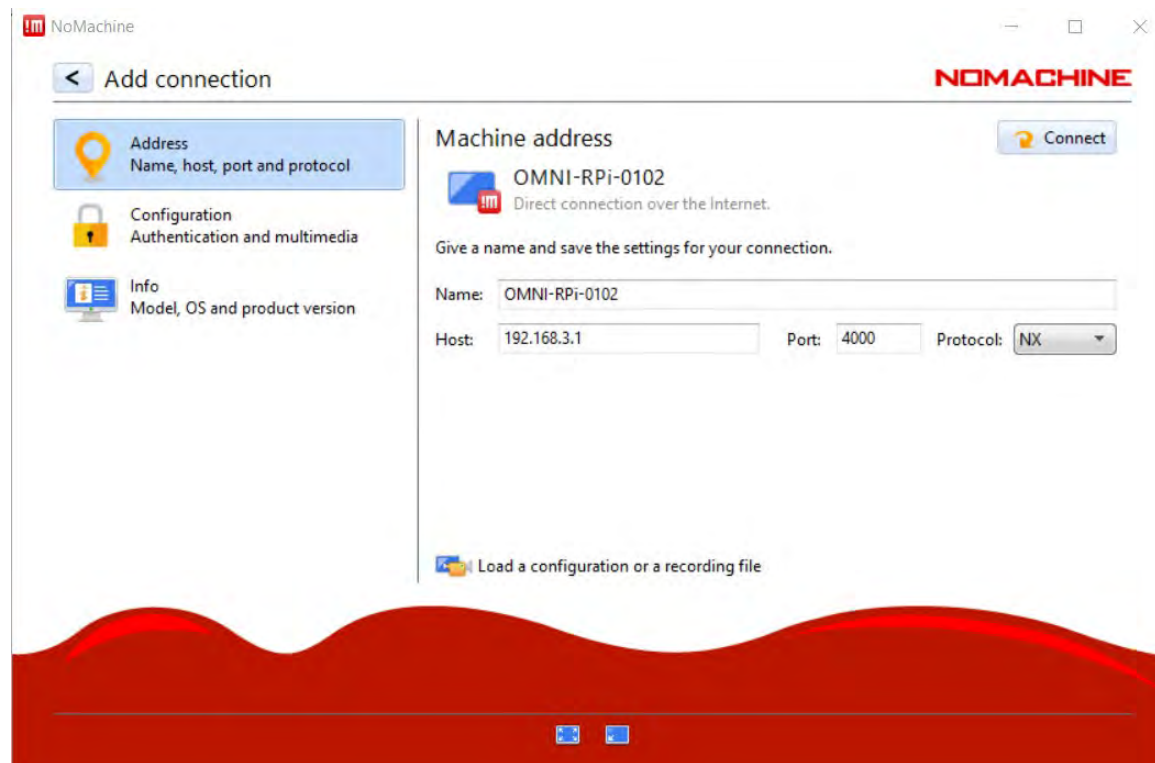 !m NoMachine
< Add connection
NOMACHINE
Address
Name, host, port and protocol
Configuration
Authentication and multimedia
Info
Model, OS and product version
Machine address
Connect
!m
OMNI-RPi-0102
Direct connection over the Internet.
Give a name and save the settings for your connection.
Name: OMNI-RPi-0102
Host: 192.168.3.1 Port: 4000 Protocol: NX
Load a configuration or a recording file